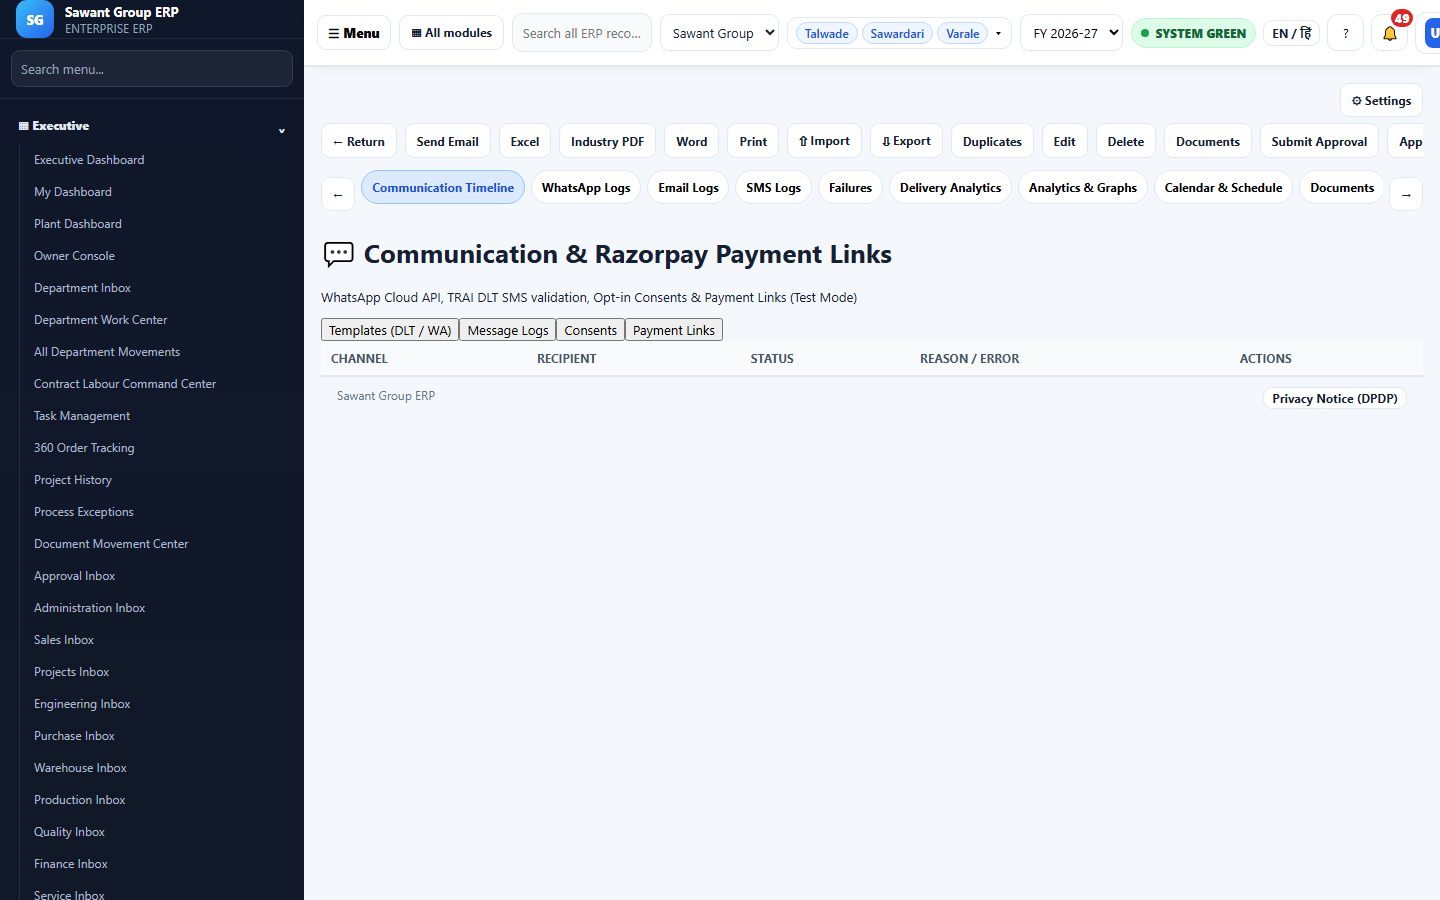 SG
Sawant Group ERP
ENTERPRISE ERP
Search menu...
Executive
Executive Dashboard
My Dashboard
Plant Dashboard
Owner Console
Department Inbox
Department Work Center
All Department Movements
Contract Labour Command Center
Task Management
360 Order Tracking
Project History
Process Exceptions
Document Movement Center
Approval Inbox
Administration Inbox
Sales Inbox
Projects Inbox
Engineering Inbox
Purchase Inbox
Warehouse Inbox
Production Inbox
Quality Inbox
Finance Inbox
Service Inbox
☰ Menu All modules Search all ERP reco... Sawant Group Talwade Sawardari Varale FY 2026-27 SYSTEM GREEN EN / हिं ? 49 U
⚙ Settings
← Return Send Email Excel Industry PDF Word Print ⇧ Import ⇩ Export Duplicates Edit Delete Documents Submit Approval App
← Communication Timeline WhatsApp Logs Email Logs SMS Logs Failures Delivery Analytics Analytics & Graphs Calendar & Schedule Documents →
Communication & Razorpay Payment Links
WhatsApp Cloud API, TRAI DLT SMS validation, Opt-in Consents & Payment Links (Test Mode)
Templates (DLT / WA) Message Logs Consents Payment Links
CHANNEL RECIPIENT STATUS REASON / ERROR ACTIONS
Sawant Group ERP Privacy Notice (DPDP)